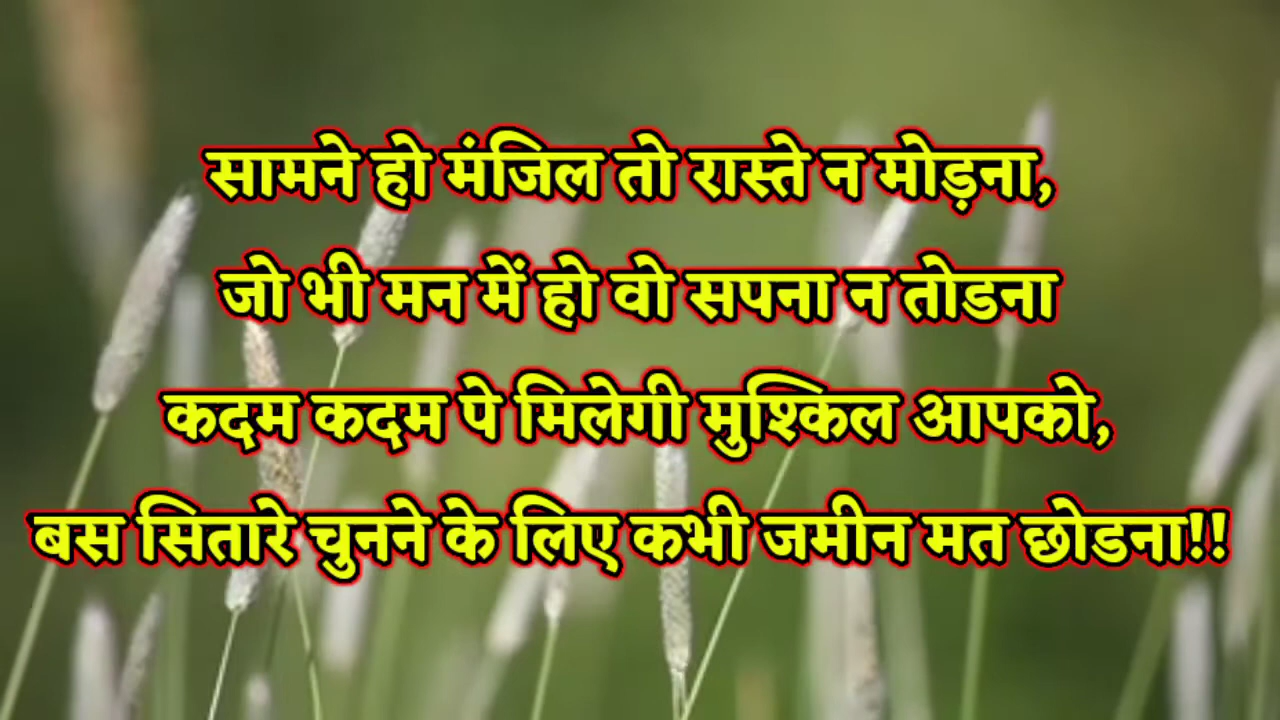 सामने हो मंजिल तो रास्ते न मोड़ना,
जो भी मन में हो वो सपना न तोडना
कदम कदम पे मिलेगी मुश्किल आपको,
बस सितारे चुनने के लिए कभी जमीन मत छोडना!!